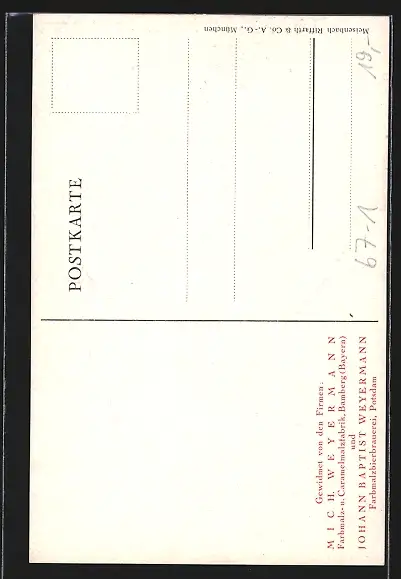 POSTKARTE
Meisenbach Riffarth & Co. A.-G., München
19,-
67-1
Gewidmet von den Firmen:
MICH. WEYERMANN
Farbmalz- u. Caramelmalzfabrik, Bamberg (Bayern)
und
JOHANN BAPTIST WEYERMANN
Farbmalzbierbrauerei, Potsdam